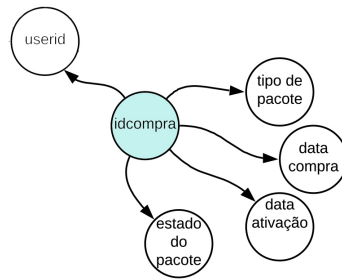 userid
idcompra
tipo de
pacote
data
compra
data
ativação
estado
do
pacote